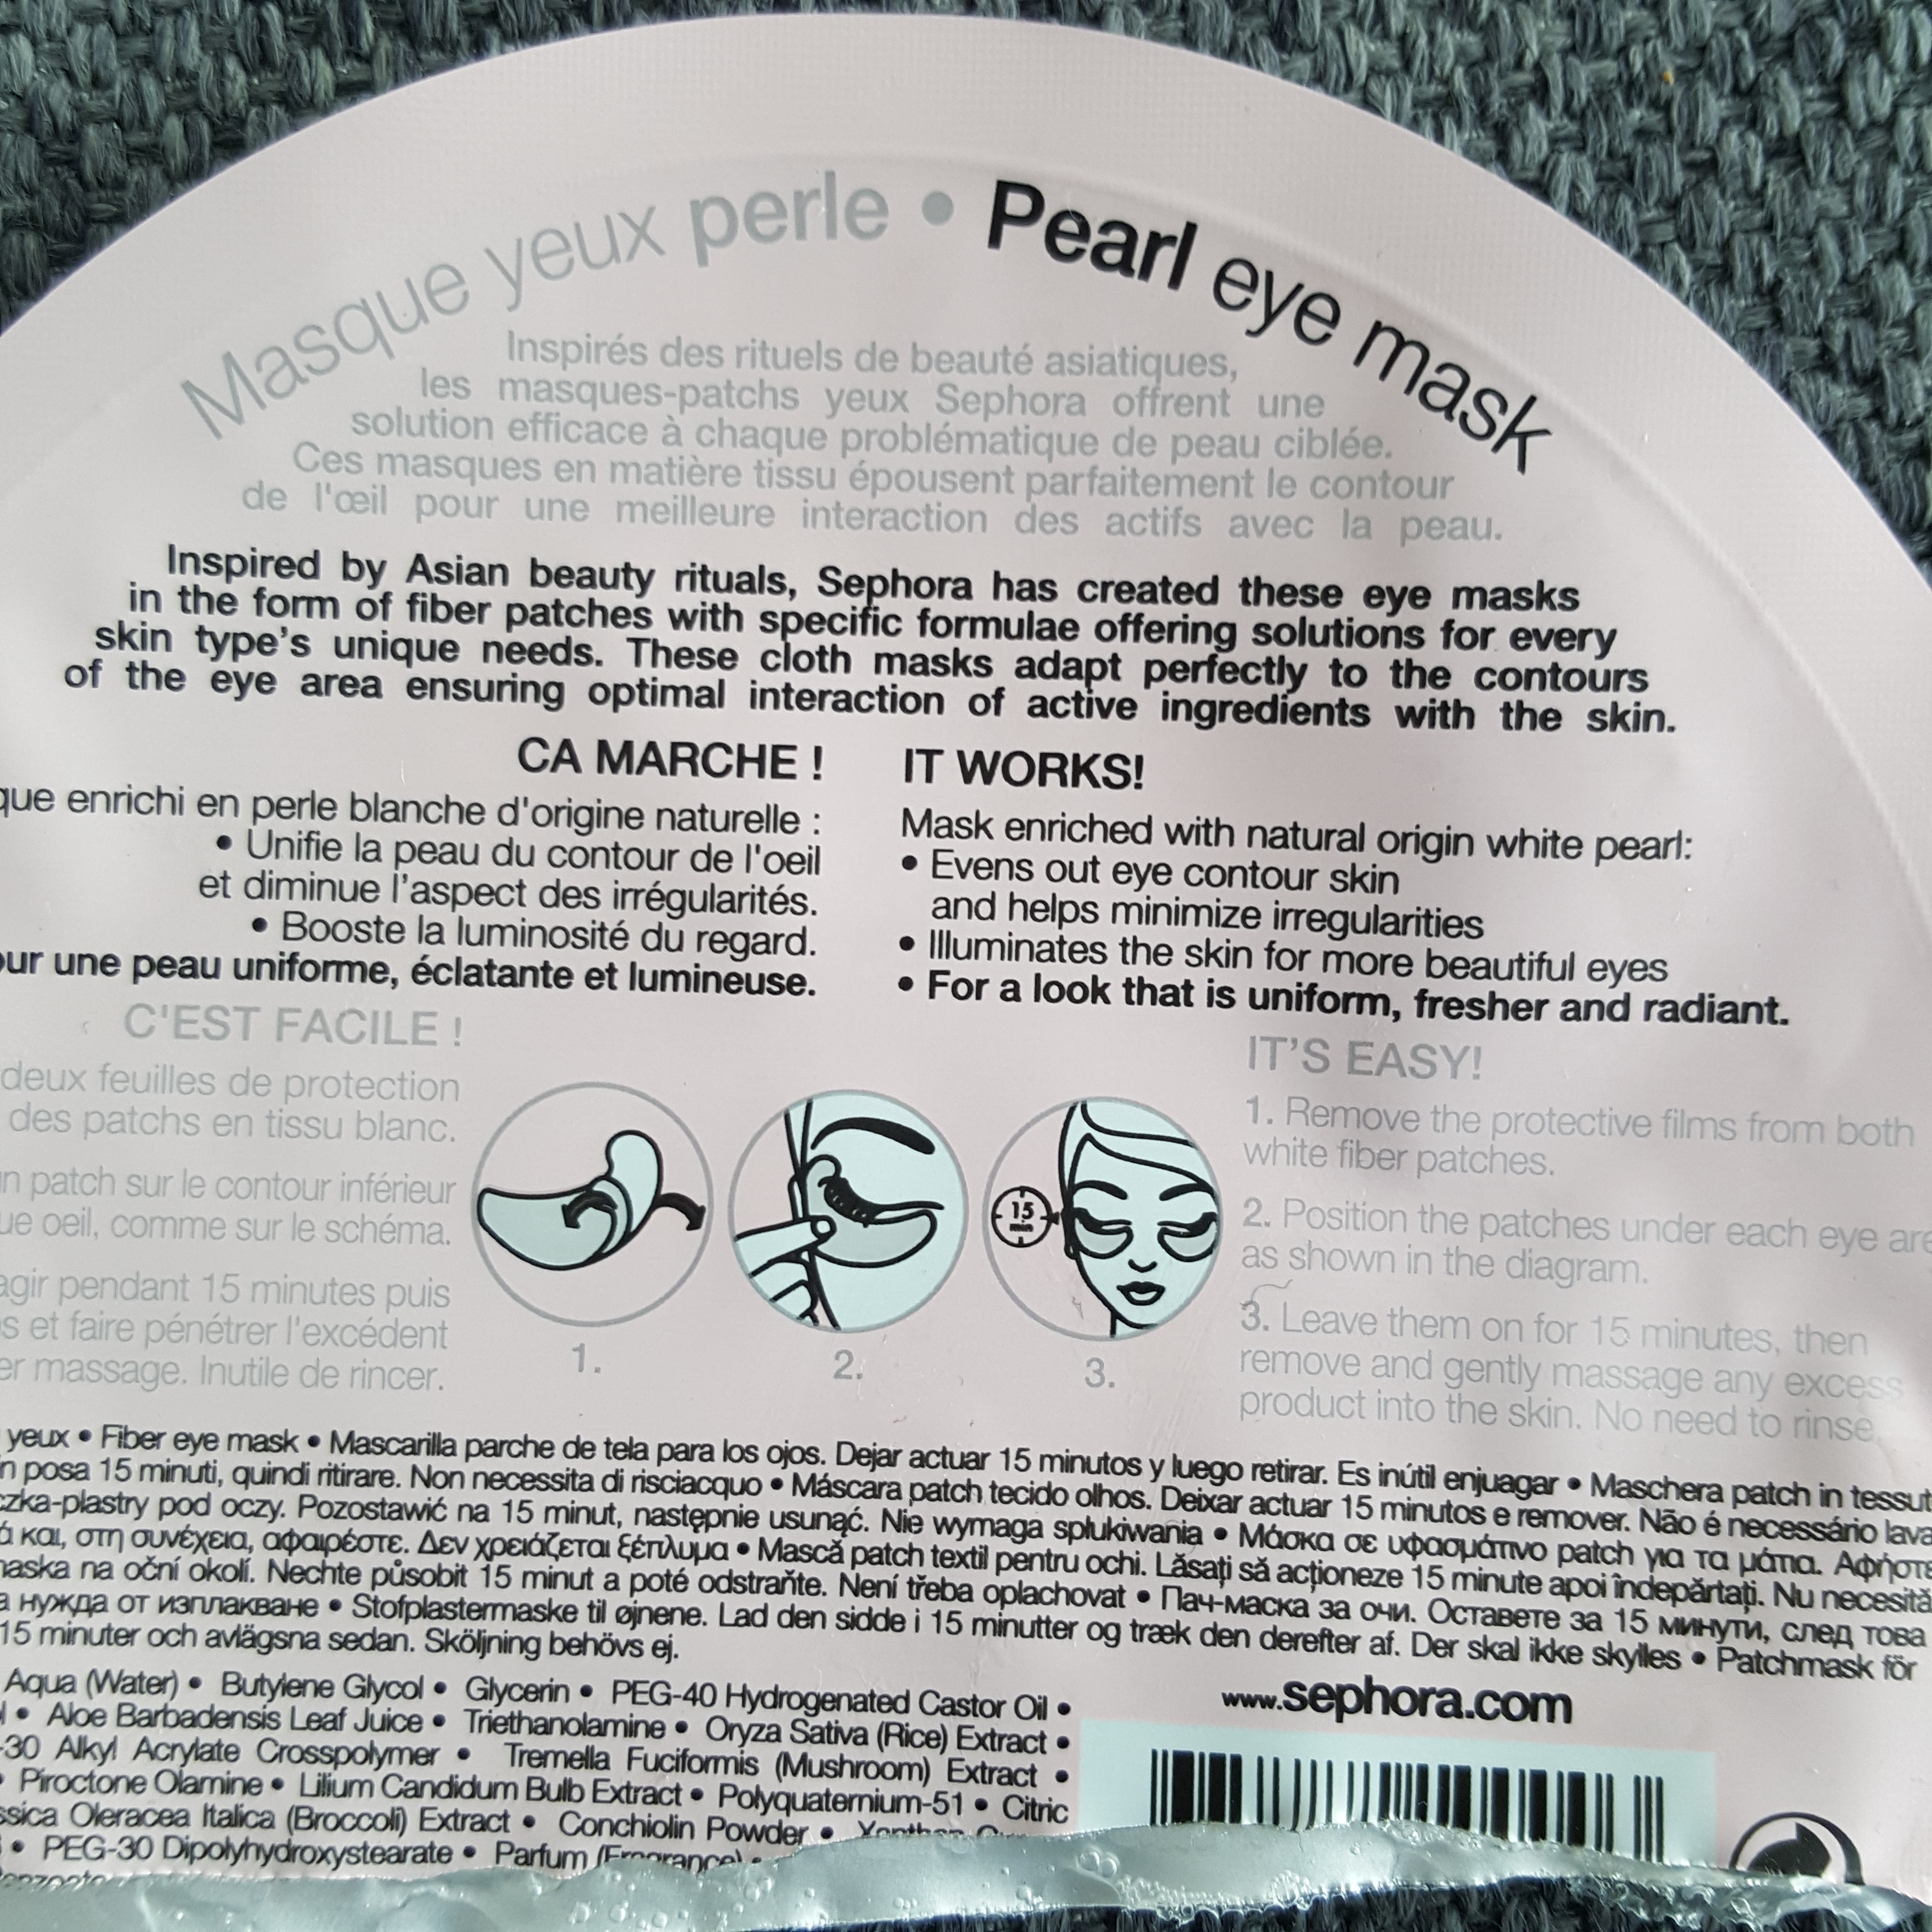 Masque yeux perle • Pearl eye mask
Inspirés des rituels de beauté asiatiques,
les masques-patchs yeux Sephora offrent une
solution efficace à chaque problématique de peau ciblée.
Ces masques en matière tissu épousent parfaitement le contour
de l'œil pour une meilleure interaction des actifs avec la peau.
Inspired by Asian beauty rituals, Sephora has created these eye masks
in the form of fiber patches with specific formulae offering solutions for every
skin type's unique needs. These cloth masks adapt perfectly to the contours
of the eye area ensuring optimal interaction of active ingredients with the skin.
CA MARCHE !
que enrichi en perle blanche d'origine naturelle :
• Unifie la peau du contour de l'oeil
et diminue l'aspect des irrégularités.
• Booste la luminosité du regard.
ur une peau uniforme, éclatante et lumineuse.
IT WORKS!
Mask enriched with natural origin white pearl:
• Evens out eye contour skin
and helps minimize irregularities
• Illuminates the skin for more beautiful eyes
• For a look that is uniform, fresher and radiant.
C'EST FACILE !
deux feuilles de protection
des patchs en tissu blanc.
n patch sur le contour inférieur
ue oeil, comme sur le schéma.
agir pendant 15 minutes puis
s et faire pénétrer l'excédent
er massage. Inutile de rincer.
15
min
1.
2.
3.
IT'S EASY!
1. Remove the protective films from both
white fiber patches.
2. Position the patches under each eye are
as shown in the diagram.
3. Leave them on for 15 minutes, then
remove and gently massage any excess
product into the skin. No need to rinse
yeux • Fiber eye mask • Mascarilla parche de tela para los ojos. Dejar actuar 15 minutos y luego retirar. Es inútil enjuagar • Maschera patch in tessut
n posa 15 minuti, quindi ritirare. Non necessita di risciacquo • Máscara patch tecido olhos. Deixar actuar 15 minutos e remover. Não é necessário lava
czka-plastry pod oczy. Pozostawić na 15 minut, następnie usunąć. Nie wymaga spłukiwania • Μάσκα σε υφασμάτινο patch για τα μάτια. Αφήστε
ά και, στη συνέχεια, αφαιρέστε. Δεν χρειάζεται ξέπλυμα • Mască patch textil pentru ochi. Lăsați să acționeze 15 minute apoi îndepărtați. Nu necesită
maska na oční okolí. Nechte působit 15 minut a poté odstraňte. Není třeba oplachovat • Пач-маска за очи. Оставете за 15 минути, след това
а нужда от изплакване • Stofplastermaske til øjnene. Lad den sidde i 15 minutter og træk den derefter af. Der skal ikke skylles • Patchmask för
15 minuter och avlägsna sedan. Sköljning behövs ej.
Aqua (Water) • Butylene Glycol • Glycerin • PEG-40 Hydrogenated Castor Oil •
l • Aloe Barbadensis Leaf Juice • Triethanolamine • Oryza Sativa (Rice) Extract •
-30 Alkyl Acrylate Crosspolymer • Tremella Fuciformis (Mushroom) Extract •
• Piroctone Olamine • Lilium Candidum Bulb Extract • Polyquaternium-51 • Citric
ssica Oleracea Italica (Broccoli) Extract • Conchiolin Powder • Xanthan
• PEG-30 Dipolyhydroxystearate • Parfum (Fragrance) •
www.sephora.com